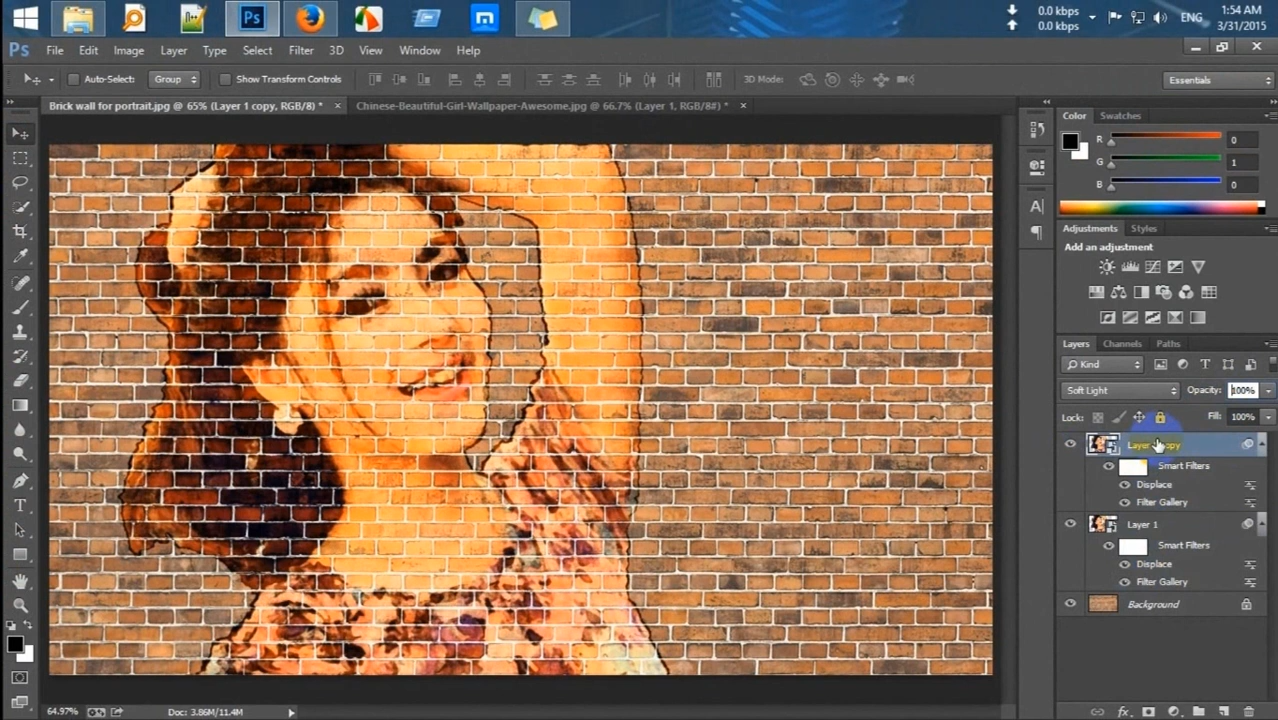 0.0 kbps
0.0 kbps
ENG
1:54 AM
3/31/2015
Ps
Ps File Edit Image Layer Type Select Filter 3D View Window Help
Auto-Select: Group Show Transform Controls 3D Mode: Essentials
Brick wall for portrait.jpg @ 65% (Layer 1 copy, RGB/8) * × Chinese-Beautiful-Girl-Wallpaper-Awesome.jpg @ 66.7% (Layer 1, RGB/8#) * ×
Color Swatches
R 0
G 1
B 0
Adjustments Styles
Add an adjustment
Layers Channels Paths
Kind
Soft Light Opacity: 100%
Lock: Fill: 100%
Layer 1 copy
Smart Filters
Displace
Filter Gallery
Layer 1
Smart Filters
Displace
Filter Gallery
Background
64.97% Doc: 3.86M/11.4M